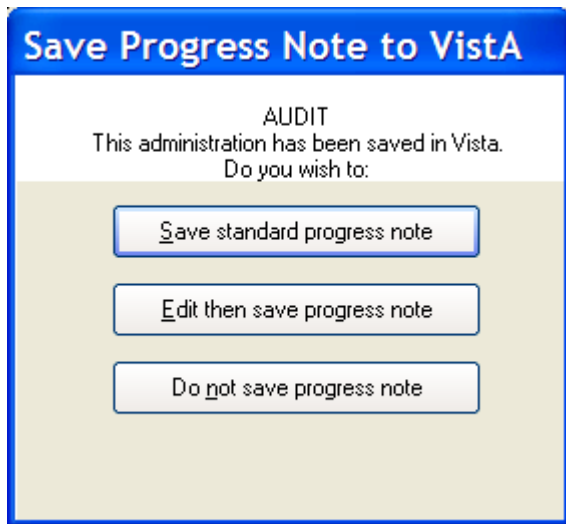 Save Progress Note to VistA
AUDIT
This administration has been saved in Vista.
Do you wish to:
Save standard progress note
Edit then save progress note
Do not save progress note